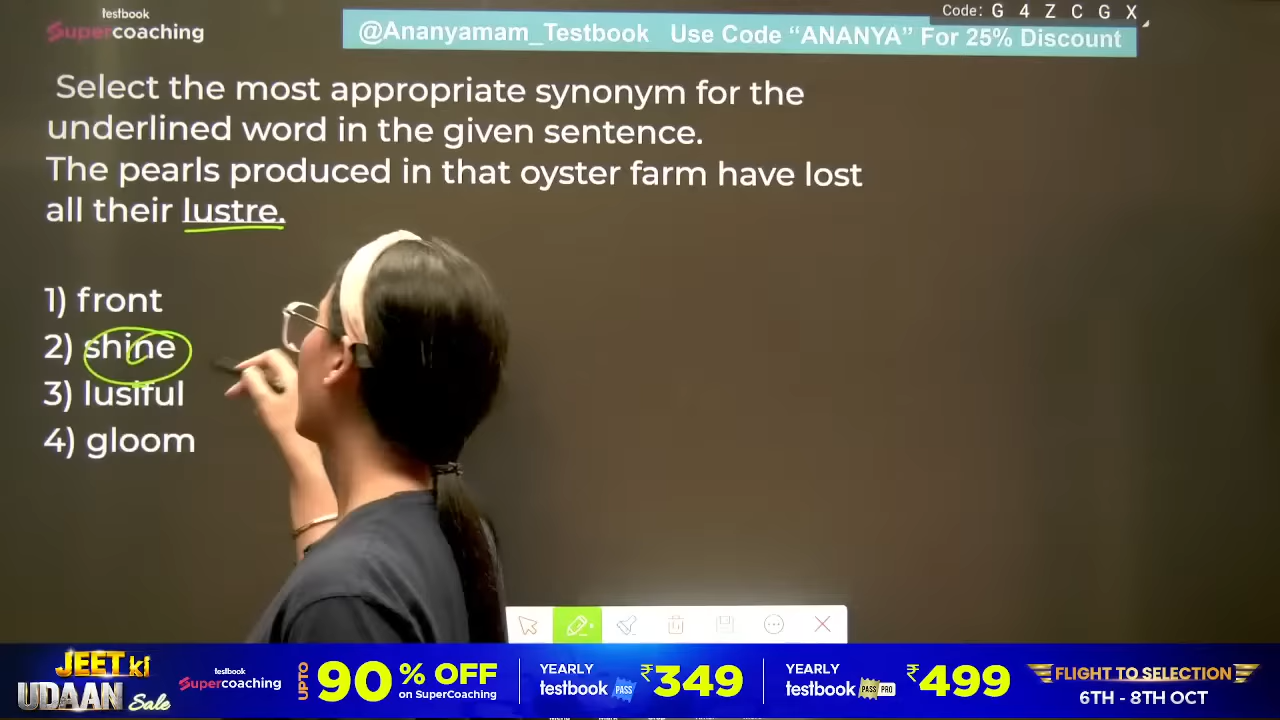 testbook
Supercoaching
@Ananyamam_Testbook Use Code “ANANYA” For 25% Discount
Code: G 4 Z C G X
Select the most appropriate synonym for the
underlined word in the given sentence.
The pearls produced in that oyster farm have lost
all their lustre.
1) front
2) shine
3) lustful
4) gloom
JEET ki
UDAAN Sale
testbook
Supercoaching
UPTO 90% OFF
on SuperCoaching
YEARLY
testbook PASS
₹349
YEARLY
testbook PASS PRO
₹499
FLIGHT TO SELECTION
6TH - 8TH OCT